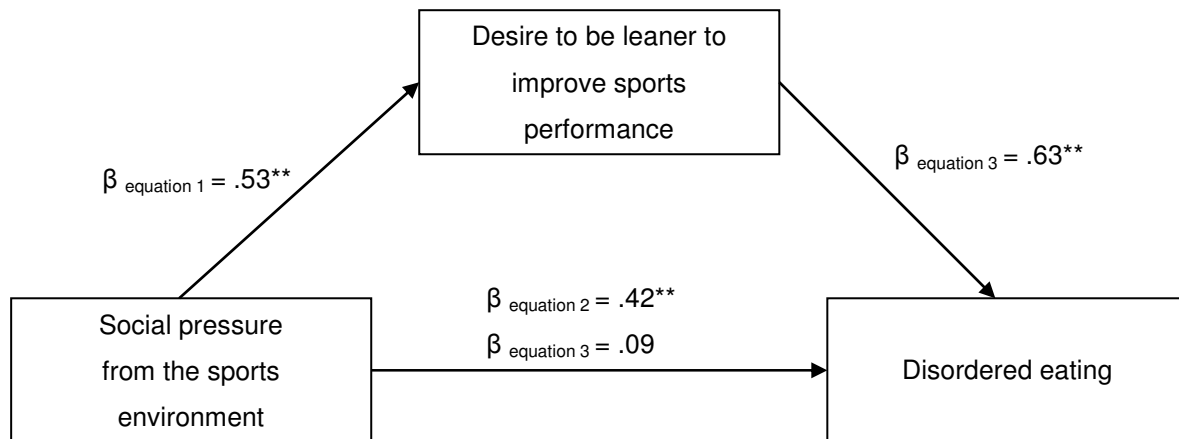 Desire to be leaner to
improve sports
performance
β equation 1 = .53**
β equation 3 = .63**
β equation 2 = .42**
β equation 3 = .09
Social pressure
from the sports
environment
Disordered eating